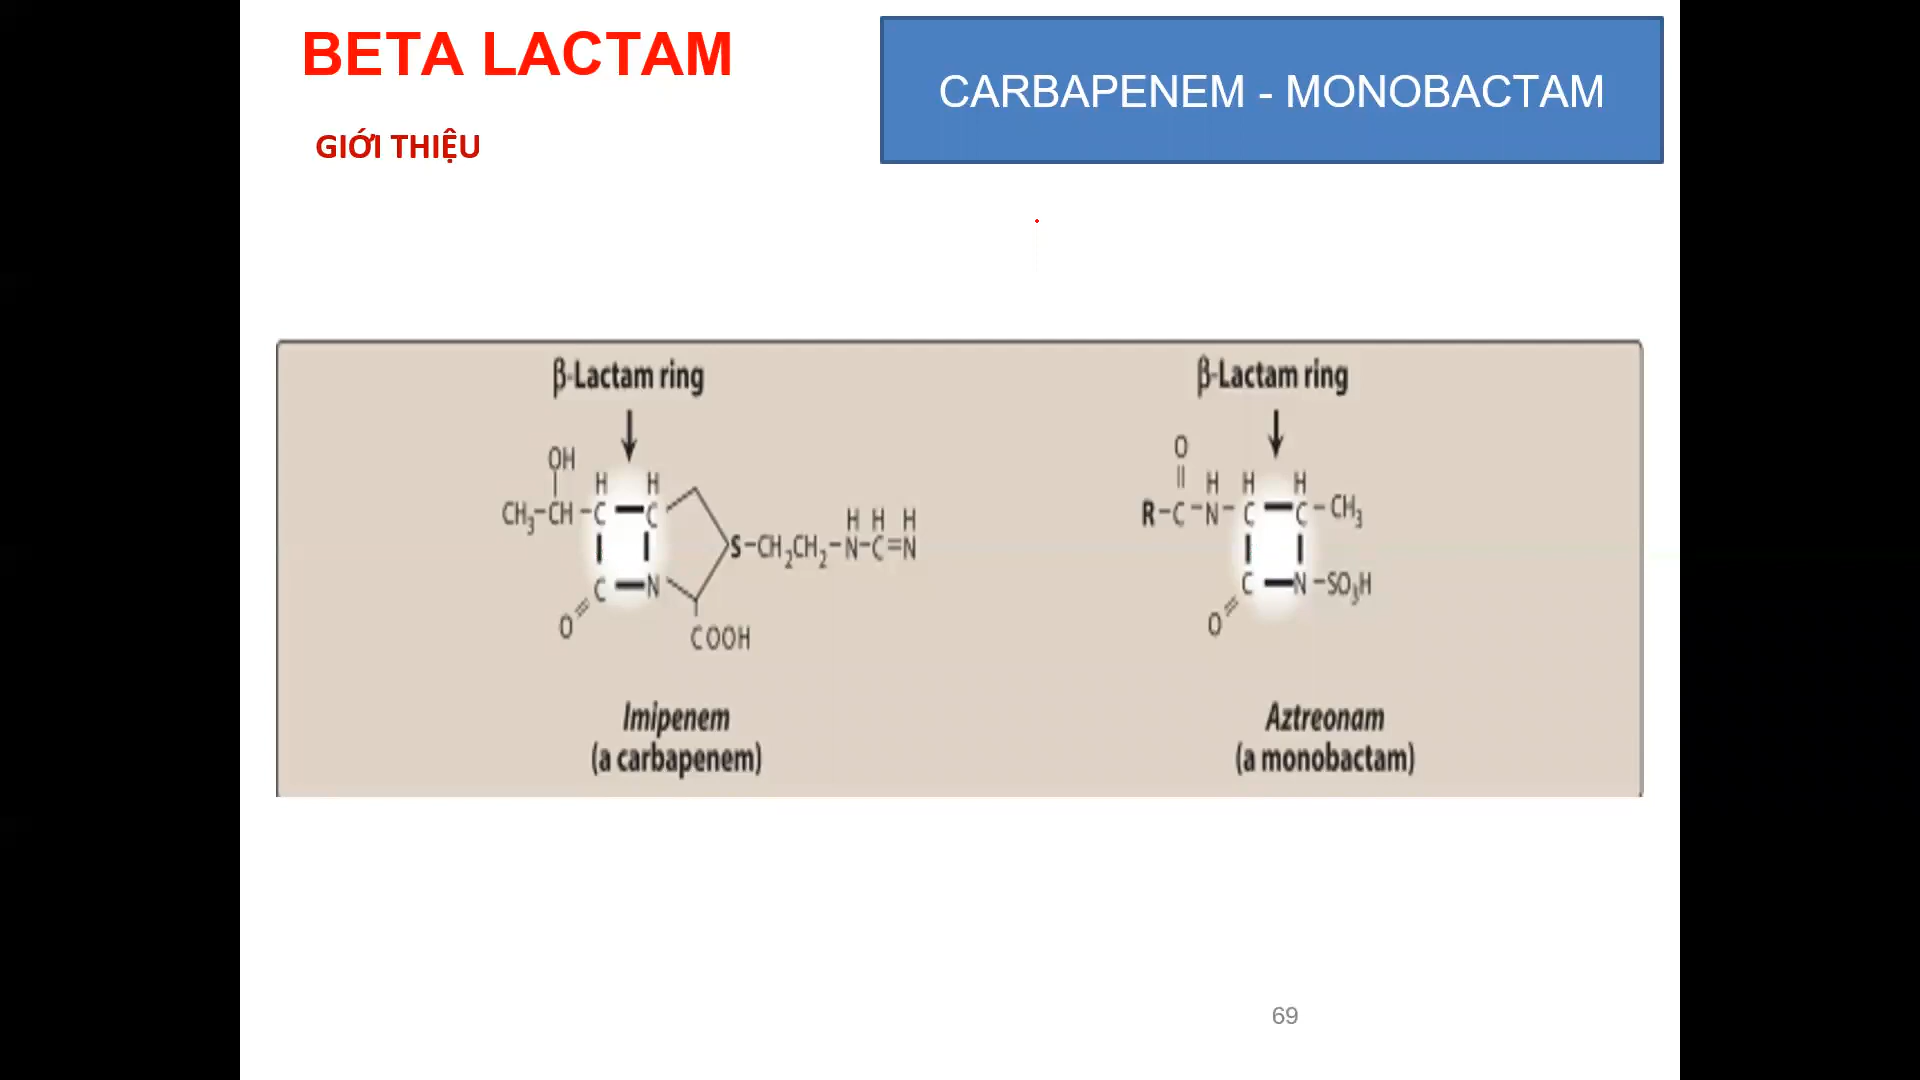 BETA LACTAM
CARBAPENEM - MONOBACTAM
GIỚI THIỆU
β-Lactam ring
OH
H H
CH₃-CH-C-C
S-CH₂CH₂-N-C=N
H H H
C-N
O
COOH
Imipenem
(a carbapenem)
β-Lactam ring
O
H H H
R-C-N-C-C-CH₃
C-N-SO₃H
O
Aztreonam
(a monobactam)
69